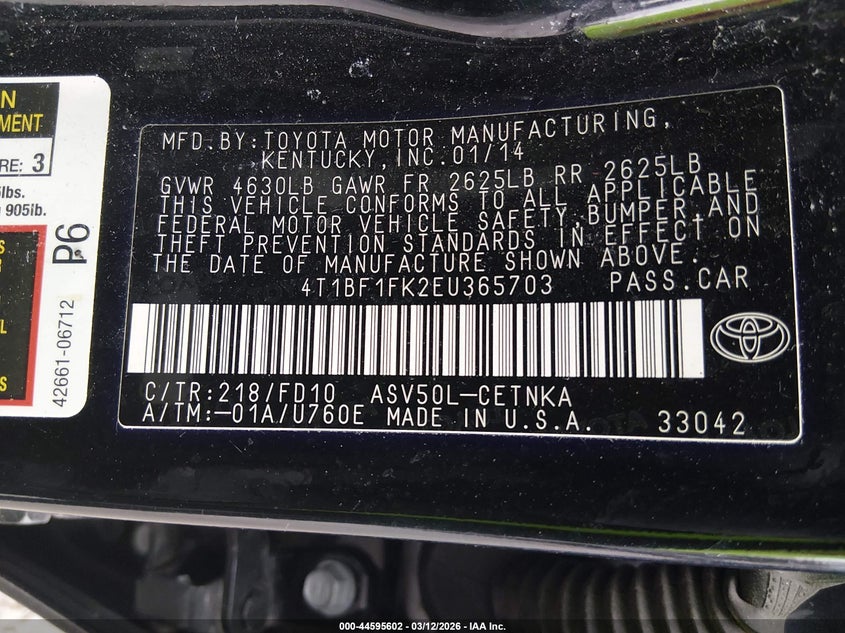 N
MENT
RE: 3
lbs.
905lb.
S
R
L
S
P6
42661-06712
MFD.BY:TOYOTA MOTOR MANUFACTURING,
KENTUCKY,INC.01/14
GVWR 4630LB GAWR FR 2625LB RR 2625LB
THIS VEHICLE CONFORMS TO ALL APPLICABLE
FEDERAL MOTOR VEHICLE SAFETY,BUMPER,AND
THEFT PREVENTION STANDARDS IN EFFECT ON
THE DATE OF MANUFACTURE SHOWN ABOVE.
4T1BF1FK2EU365703 PASS.CAR
C/TR:218/FD10 ASV50L-CETNKA
A/TM:-01A/U760E MADE IN U.S.A. 33042
000-44595602 - 03/12/2026 - IAA Inc.